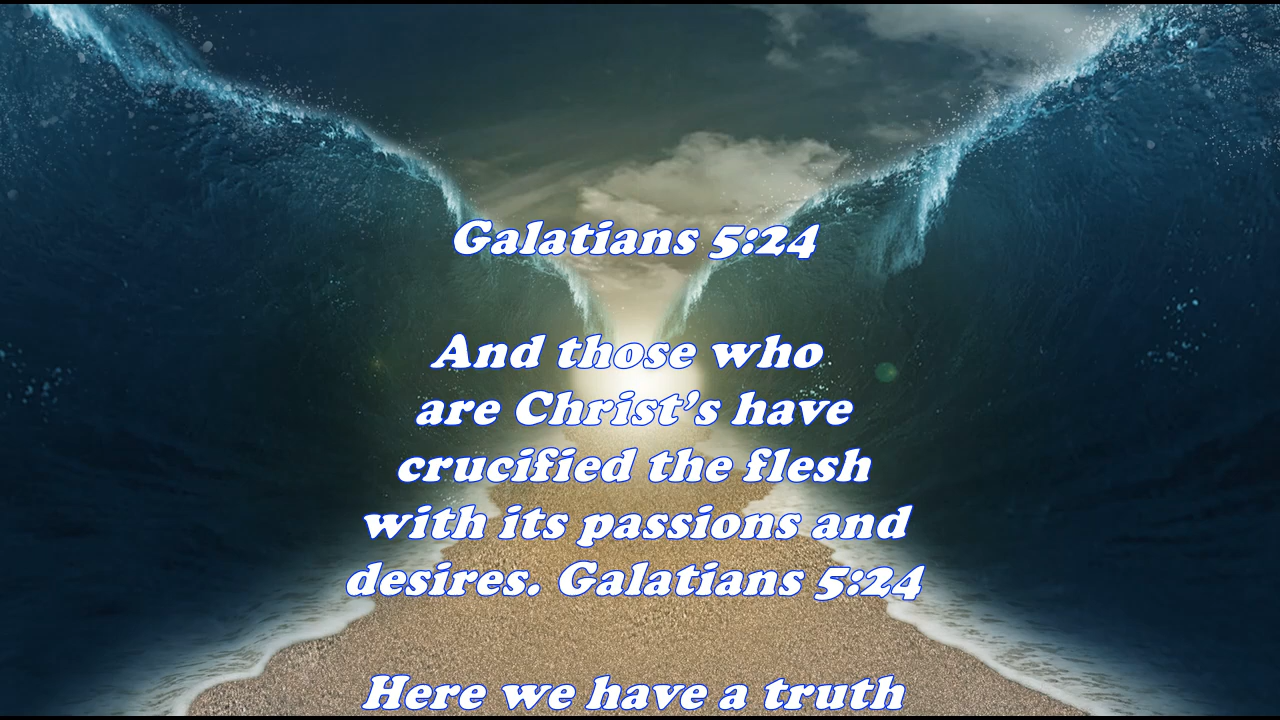 Galatians 5:24
And those who
are Christ’s have
crucified the flesh
with its passions and
desires. Galatians 5:24
Here we have a truth